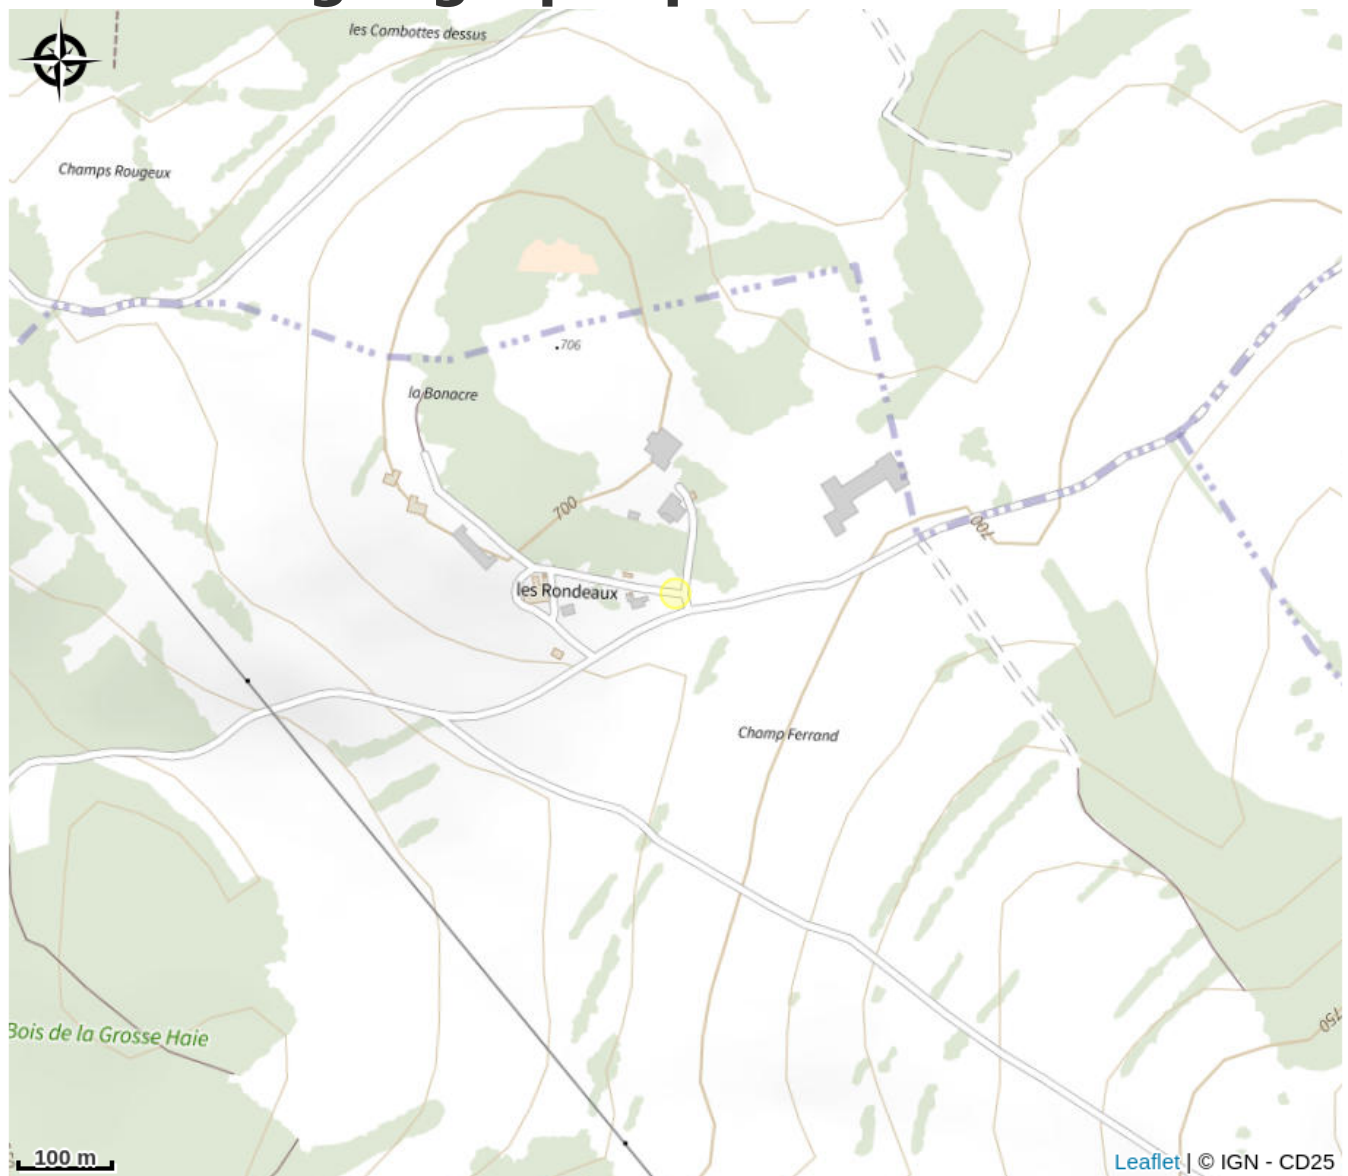 les Combottes dessus
Champs Rougeux
706
la Bonacre
700
700
les Rondeaux
Champ Ferrand
750
Bois de la Grosse Haie
100 m
Leaflet | © IGN - CD25